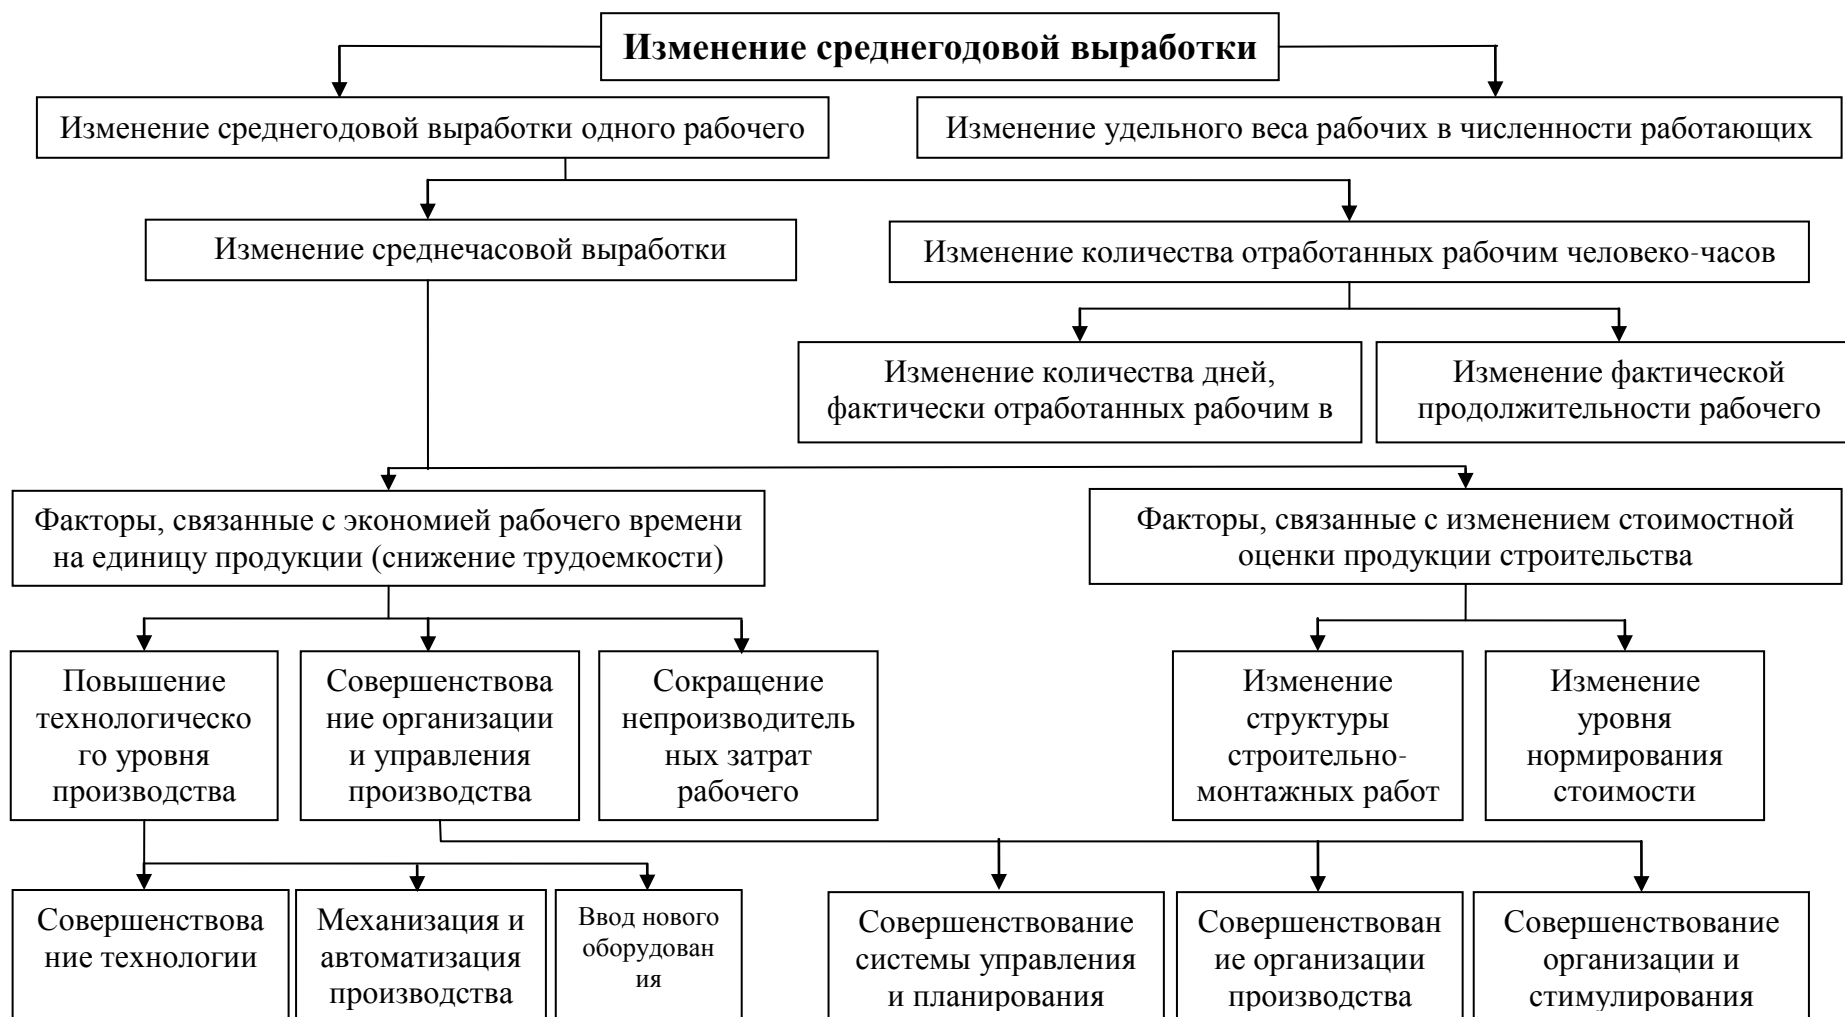 Изменение среднегодовой выработки
Изменение среднегодовой выработки одного рабочего
Изменение удельного веса рабочих в численности работающих
Изменение среднечасовой выработки
Изменение количества отработанных рабочим человеко-часов
Изменение количества дней,
фактически отработанных рабочим в
Изменение фактической
продолжительности рабочего
Факторы, связанные с экономией рабочего времени
на единицу продукции (снижение трудоемкости)
Факторы, связанные с изменением стоимостной
оценки продукции строительства
Повышение
технологическо
го уровня
производства
Совершенствова
ние организации
и управления
производства
Сокращение
непроизводитель
ных затрат
рабочего
Изменение
структуры
строительно-
монтажных работ
Изменение
уровня
нормирования
стоимости
Совершенствова
ние технологии
Механизация и
автоматизация
производства
Ввод нового
оборудован
ия
Совершенствование
системы управления
и планирования
Совершенствован
ие организации
производства
Совершенствование
организации и
стимулирования